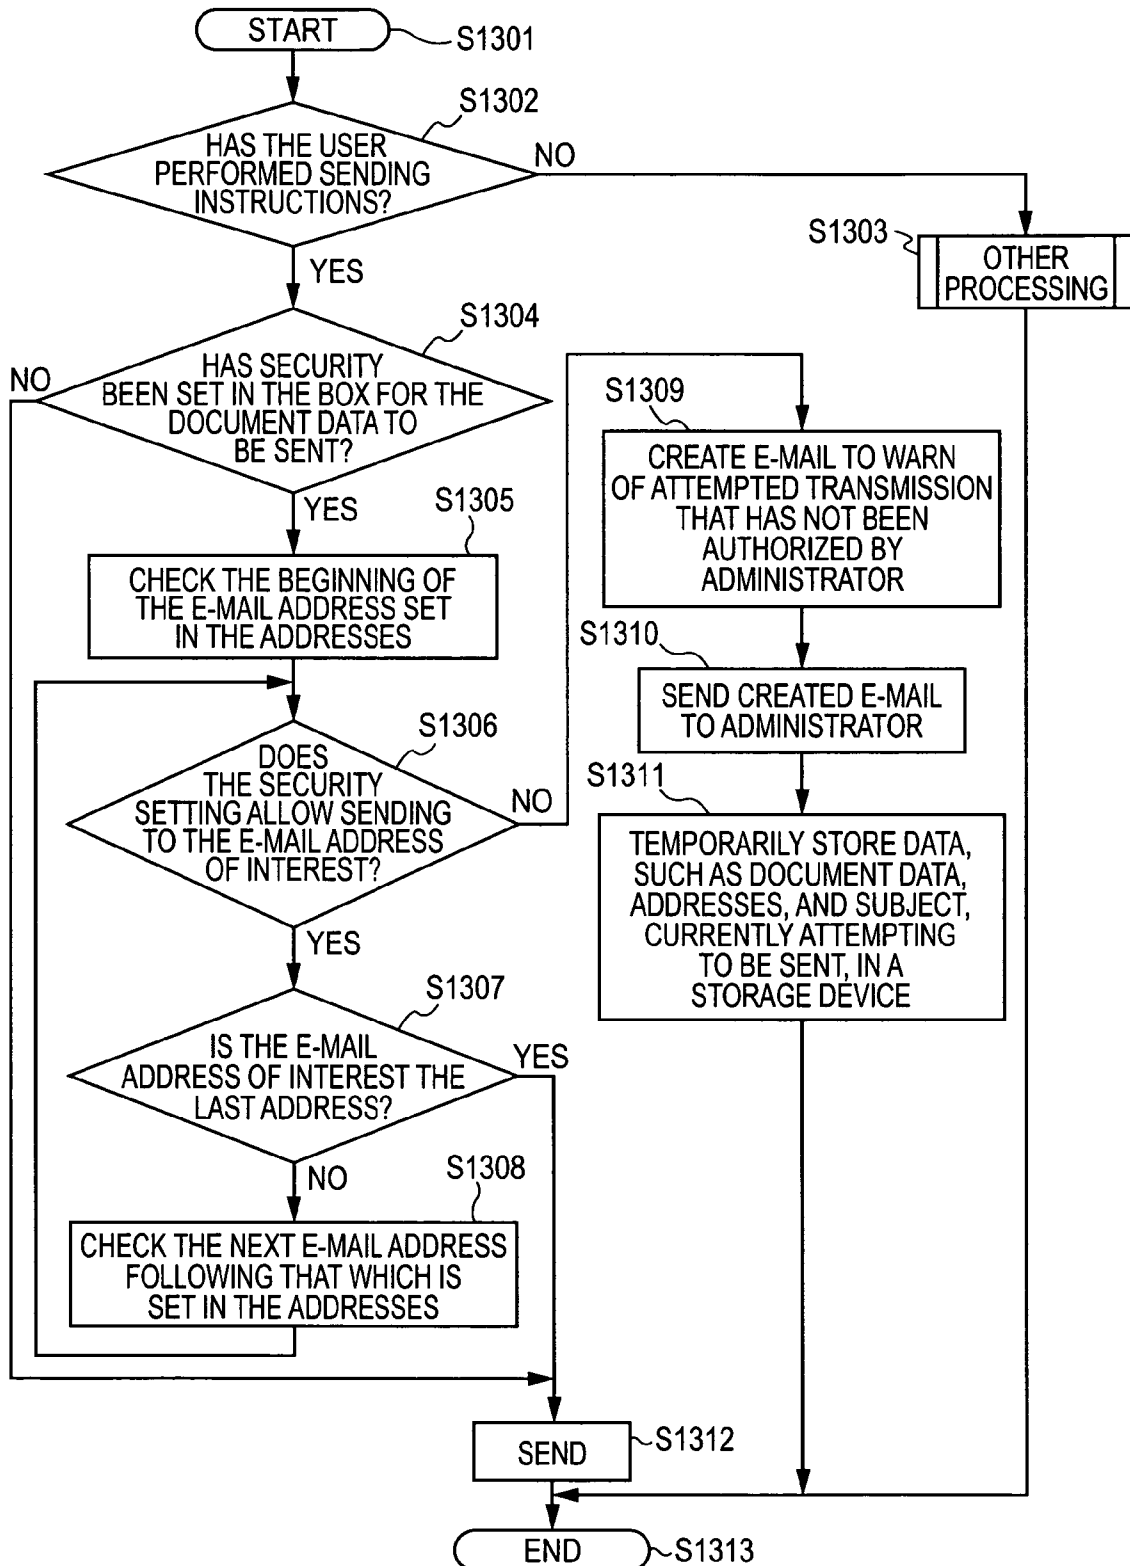 START
S1301
S1302
HAS THE USER
PERFORMED SENDING
INSTRUCTIONS?
NO
YES
S1303
OTHER
PROCESSING
S1304
NO
HAS SECURITY
BEEN SET IN THE BOX FOR THE
DOCUMENT DATA TO
BE SENT?
YES
S1305
CHECK THE BEGINNING OF
THE E-MAIL ADDRESS SET
IN THE ADDRESSES
S1306
DOES
THE SECURITY
SETTING ALLOW SENDING
TO THE E-MAIL ADDRESS
OF INTEREST?
NO
YES
S1307
IS THE E-MAIL
ADDRESS OF INTEREST THE
LAST ADDRESS?
YES
NO
S1308
CHECK THE NEXT E-MAIL ADDRESS
FOLLOWING THAT WHICH IS
SET IN THE ADDRESSES
S1309
CREATE E-MAIL TO WARN
OF ATTEMPTED TRANSMISSION
THAT HAS NOT BEEN
AUTHORIZED BY
ADMINISTRATOR
S1310
SEND CREATED E-MAIL
TO ADMINISTRATOR
S1311
TEMPORARILY STORE DATA,
SUCH AS DOCUMENT DATA,
ADDRESSES, AND SUBJECT,
CURRENTLY ATTEMPTING
TO BE SENT, IN A
STORAGE DEVICE
SEND
S1312
END
S1313